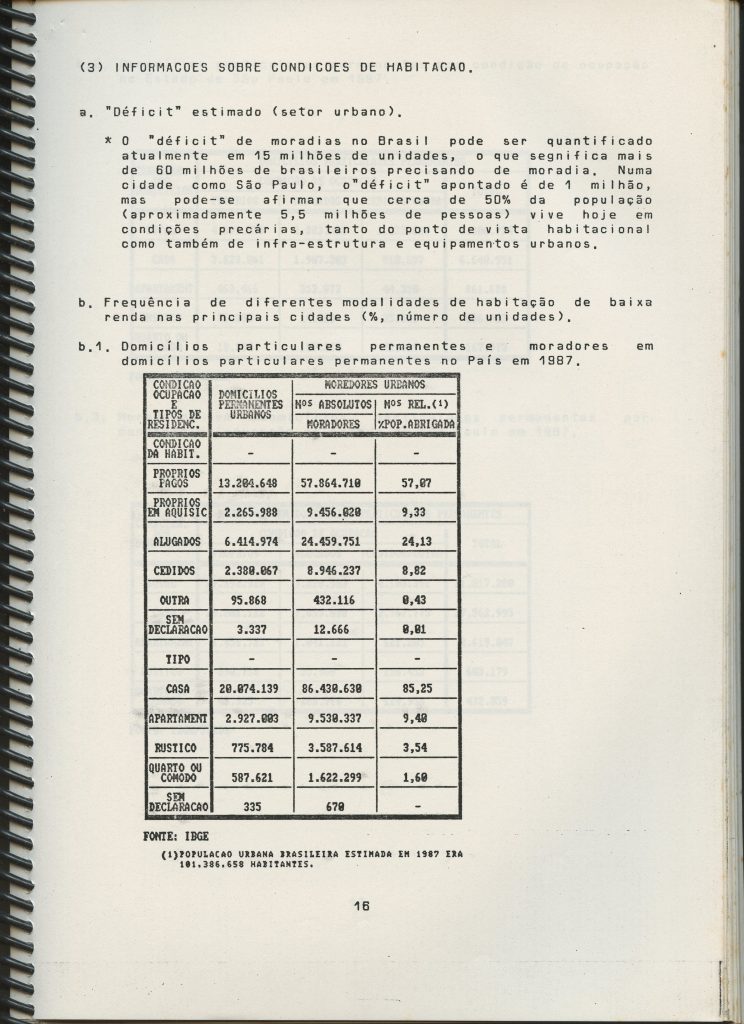 (3) INFORMACOES SOBRE CONDICOES DE HABITACAO.
a. "Déficit" estimado (setor urbano).
* O "déficit" de moradias no Brasil pode ser quantificado
atualmente em 15 milhões de unidades, o que segnifica mais
de 60 milhões de brasileiros precisando de moradia. Numa
cidade como São Paulo, o"déficit" apontado é de 1 milhão,
mas pode-se afirmar que cerca de 50% da população
(aproximadamente 5,5 milhões de pessoas) vive hoje em
condições precárias, tanto do ponto de vista habitacional
como também de infra-estrutura e equipamentos urbanos.
b. Frequência de diferentes modalidades de habitação de baixa
renda nas principais cidades (%, número de unidades).
b.1. Domicílios particulares permanentes e moradores em
domicílios particulares permanentes no País em 1987.
CONDICAO OCUPACAO E TIPOS DE RESIDENC. DOMICILIOS PERMANENTES URBANOS MOREDORES URBANOS
NOS ABSOLUTOS NOS REL.(1)
MORADORES %POP.ABRIGADA
CONDICAO DA HABIT. - - -
PROPRIOS PAGOS 13.204.648 57.864.710 57,07
PROPRIOS EM AQUISIC 2.265.988 9.456.020 9,33
ALUGADOS 6.414.974 24.459.751 24,13
CEDIDOS 2.380.067 8.946.237 8,82
OUTRA 95.868 432.116 0,43
SEM DECLARACAO 3.337 12.666 0,01
TIPO - - -
CASA 20.074.139 86.430.630 85,25
APARTAMENT 2.927.003 9.530.337 9,40
RUSTICO 775.784 3.587.614 3,54
QUARTO OU COMODO 587.621 1.622.299 1,60
SEM DECLARACAO 335 670 -
FONTE: IBGE
(1)POPULACAO URBANA BRASILEIRA ESTIMADA EM 1987 ERA
101.386.658 HABITANTES.
16